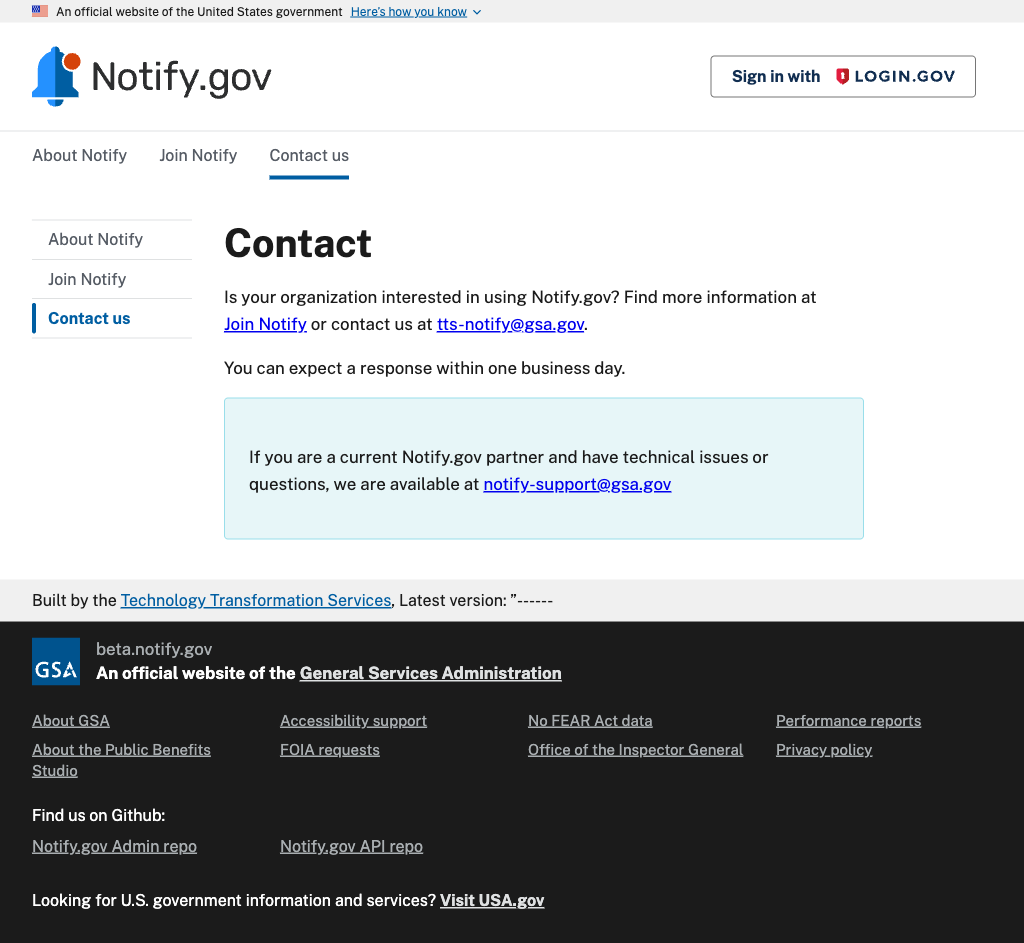 An official website of the United States government Here's how you know
Notify.gov
Sign in with LOGIN.GOV
About Notify Join Notify Contact us
About Notify
Join Notify
Contact us
Contact
Is your organization interested in using Notify.gov? Find more information at
Join Notify or contact us at tts-notify@gsa.gov.
You can expect a response within one business day.
If you are a current Notify.gov partner and have technical issues or
questions, we are available at notify-support@gsa.gov
Built by the Technology Transformation Services, Latest version: ”------
GSA
beta.notify.gov
An official website of the General Services Administration
About GSA Accessibility support No FEAR Act data Performance reports
About the Public Benefits Studio FOIA requests Office of the Inspector General Privacy policy
Find us on Github:
Notify.gov Admin repo Notify.gov API repo
Looking for U.S. government information and services? Visit USA.gov